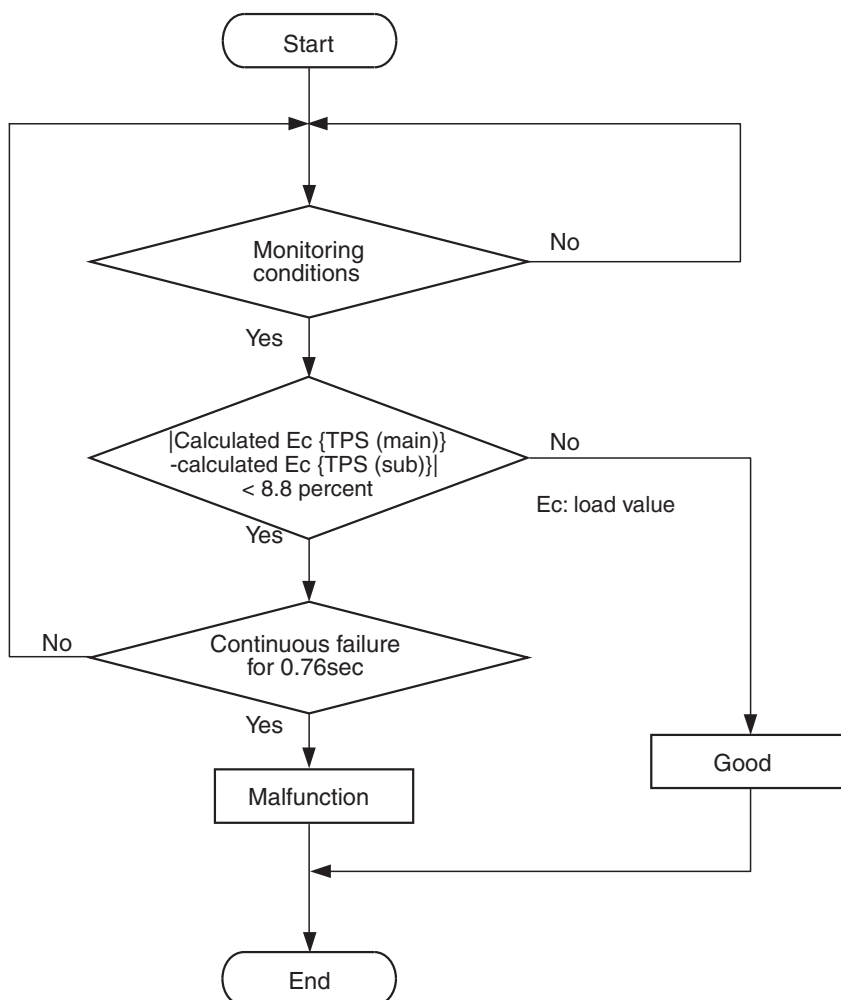 Start
Monitoring
conditions
No
Yes
|Calculated Ec {TPS (main)}
-calculated Ec {TPS (sub)}|
< 8.8 percent
No
Ec: load value
Yes
Continuous failure
for 0.76sec
No
Yes
Malfunction
Good
End